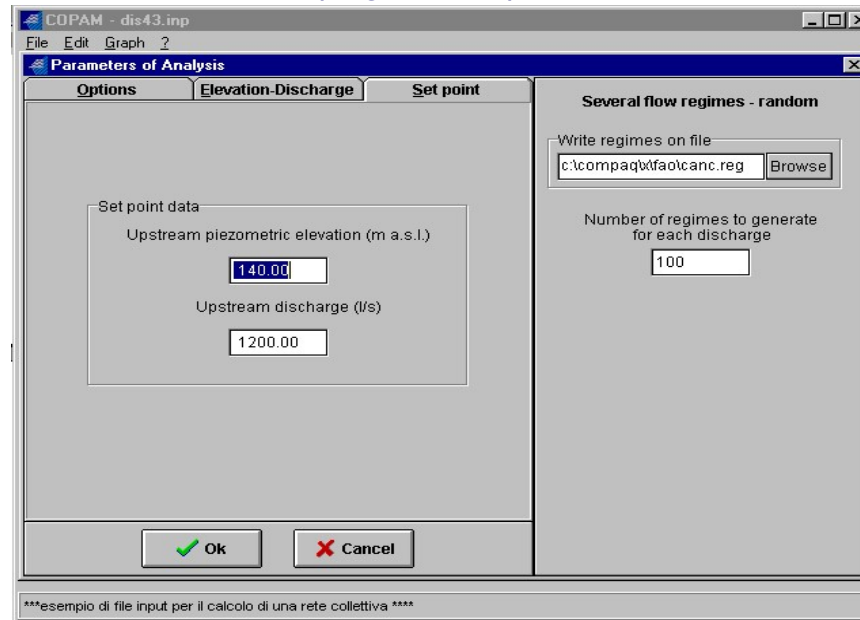 COPAM - dis43.inp
File Edit Graph ?
Parameters of Analysis
Options Elevation-Discharge Set point
Set point data
Upstream piezometric elevation (m a.s.l.)
140.00
Upstream discharge (l/s)
1200.00
Ok Cancel
Several flow regimes - random
Write regimes on file
c:\compaq\x\fao\canc.reg Browse
Number of regimes to generate
for each discharge
100
***esempio di file input per il calcolo di una rete collettiva ****